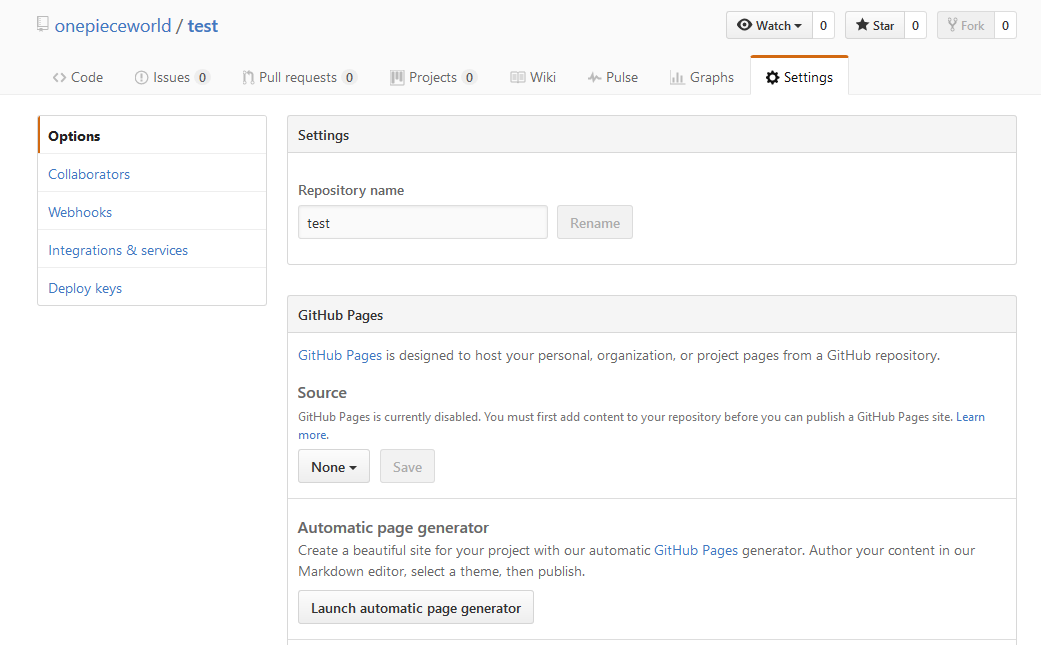 onepieceworld / test
Watch 0 Star 0 Fork 0
Code Issues 0 Pull requests 0 Projects 0 Wiki Pulse Graphs Settings
Options
Collaborators
Webhooks
Integrations & services
Deploy keys
Settings
Repository name
test Rename
GitHub Pages
GitHub Pages is designed to host your personal, organization, or project pages from a GitHub repository.
Source
GitHub Pages is currently disabled. You must first add content to your repository before you can publish a GitHub Pages site. Learn
more.
None Save
Automatic page generator
Create a beautiful site for your project with our automatic GitHub Pages generator. Author your content in our
Markdown editor, select a theme, then publish.
Launch automatic page generator